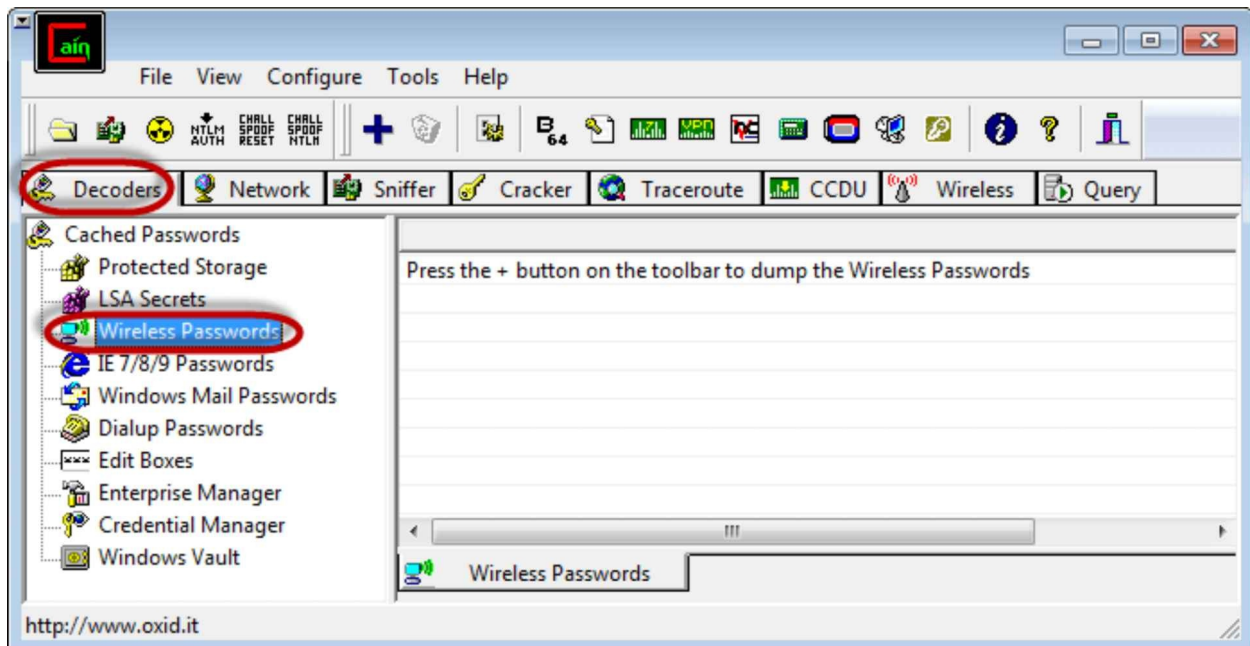 Cain
File View Configure Tools Help
NTLM AUTH CHALL SPOOF RESET CHALL SPOOF NTLM B64
Decoders Network Sniffer Cracker Traceroute CCDU Wireless Query
Cached Passwords
Protected Storage
LSA Secrets
Wireless Passwords
IE 7/8/9 Passwords
Windows Mail Passwords
Dialup Passwords
Edit Boxes
Enterprise Manager
Credential Manager
Windows Vault
Press the + button on the toolbar to dump the Wireless Passwords
Wireless Passwords
http://www.oxid.it